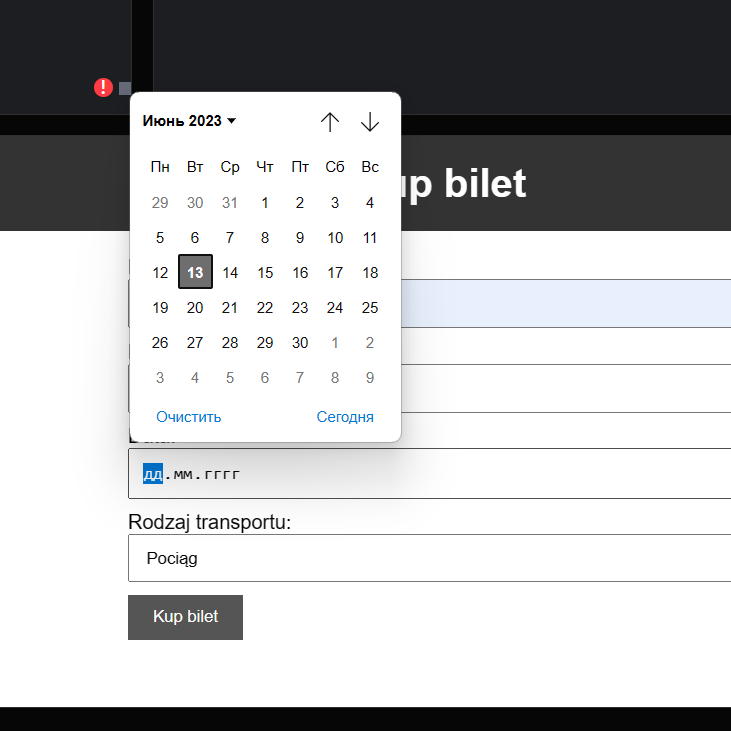 !
Июнь 2023
Пн Вт Ср Чт Пт Сб Вс
up bilet
29 30 31 1 2 3 4
5 6 7 8 9 10 11
12 13 14 15 16 17 18
19 20 21 22 23 24 25
26 27 28 29 30 1 2
3 4 5 6 7 8 9
Очистить Сегодня
дд.мм.гггг
Rodzaj transportu:
Pociąg
Kup bilet